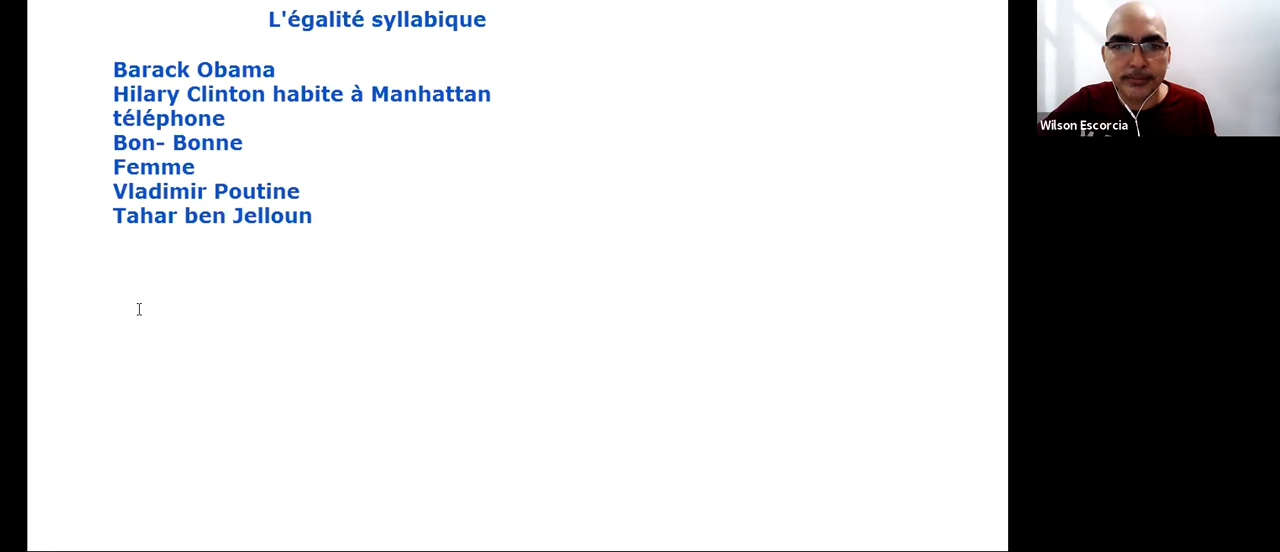 L'égalité syllabique
Barack Obama
Hilary Clinton habite à Manhattan
téléphone
Bon- Bonne
Femme
Vladimir Poutine
Tahar ben Jelloun
Wilson Escorcia